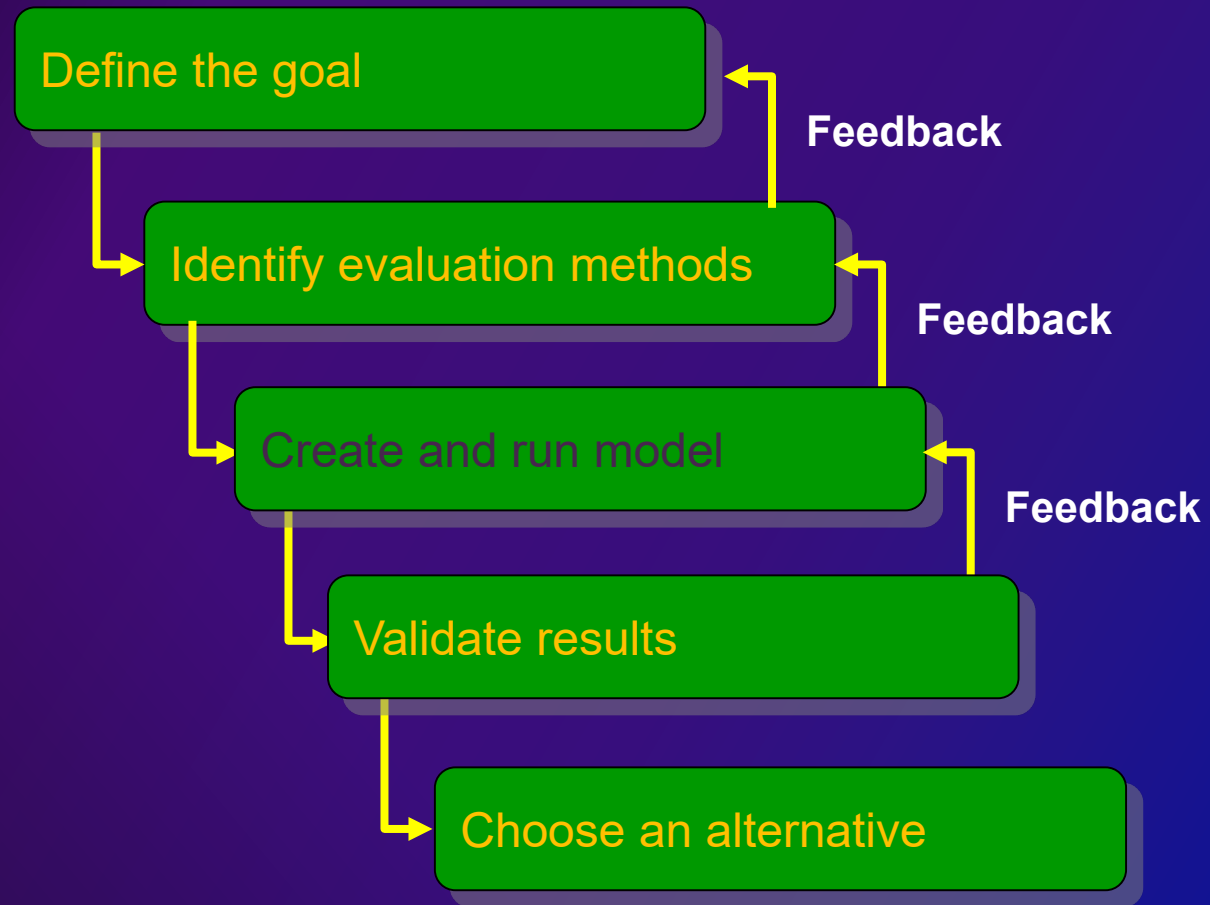 Define the goal
Feedback
Identify evaluation methods
Feedback
Create and run model
Feedback
Validate results
Choose an alternative